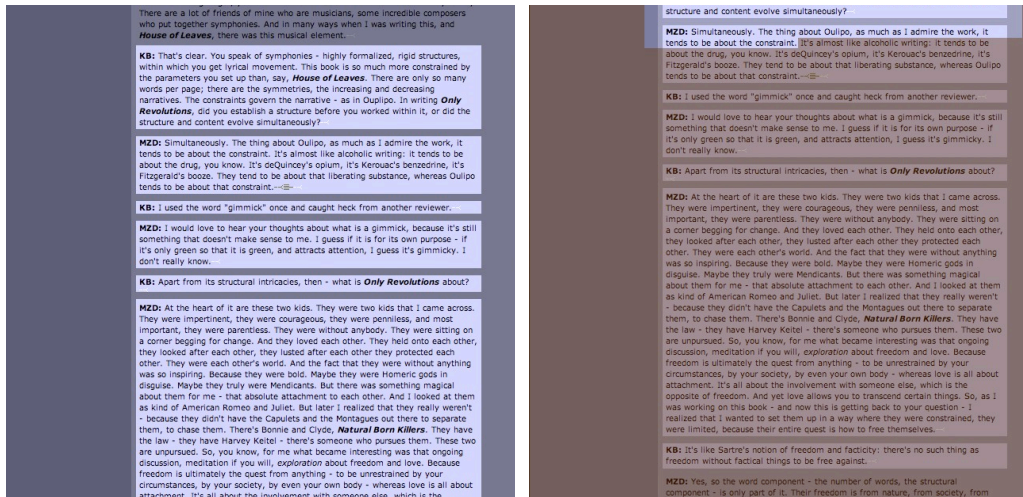 There are a lot of friends of mine who are musicians, some incredible composers
who put together symphonies. And in many ways when I was writing this, and
House of Leaves, there was this musical element.
KB: That's clear. You speak of symphonies - highly formalized, rigid structures,
within which you get lyrical movement. This book is so much more constrained by
the parameters you set up than, say, House of Leaves. There are only so many
words per page; there are the symmetries, the increasing and decreasing
narratives. The constraints govern the narrative - as in Ouplipo. In writing Only
Revolutions, did you establish a structure before you worked within it, or did the
structure and content evolve simultaneously?
MZD: Simultaneously. The thing about Oulipo, as much as I admire the work, it
tends to be about the constraint. It's almost like alcoholic writing: it tends to be
about the drug, you know. It's deQuincey's opium, it's Kerouac's benzedrine, it's
Fitzgerald's booze. They tend to be about that liberating substance, whereas Oulipo
tends to be about that constraint.
KB: I used the word "gimmick" once and caught heck from another reviewer.
MZD: I would love to hear your thoughts about what is a gimmick, because it's still
something that doesn't make sense to me. I guess if it is for its own purpose - if
it's only green so that it is green, and attracts attention, I guess it's gimmicky. I
don't really know.
KB: Apart from its structural intricacies, then - what is Only Revolutions about?
MZD: At the heart of it are these two kids. They were two kids that I came across.
They were impertinent, they were courageous, they were penniless, and most
important, they were parentless. They were without anybody. They were sitting on
a corner begging for change. And they loved each other. They held onto each other,
they looked after each other, they lusted after each other they protected each
other. They were each other's world. And the fact that they were without anything
was so inspiring. Because they were bold. Maybe they were Homeric gods in
disguise. Maybe they truly were Mendicants. But there was something magical
about them for me - that absolute attachment to each other. And I looked at them
as kind of American Romeo and Juliet. But later I realized that they really weren't
- because they didn't have the Capulets and the Montagues out there to separate
them, to chase them. There's Bonnie and Clyde, Natural Born Killers. They have
the law - they have Harvey Keitel - there's someone who pursues them. These two
are unpursued. So, you know, for me what became interesting was that ongoing
discussion, meditation if you will, exploration about freedom and love. Because
freedom is ultimately the quest from anything - to be unrestrained by your
circumstances, by your society, by even your own body - whereas love is all about
attachment. It's all about the involvement with someone else, which is the
structure and content evolve simultaneously?
MZD: Simultaneously. The thing about Oulipo, as much as I admire the work, it
tends to be about the constraint. It's almost like alcoholic writing: it tends to be
about the drug, you know. It's deQuincey's opium, it's Kerouac's benzedrine, it's
Fitzgerald's booze. They tend to be about that liberating substance, whereas Oulipo
tends to be about that constraint.
KB: I used the word "gimmick" once and caught heck from another reviewer.
MZD: I would love to hear your thoughts about what is a gimmick, because it's still
something that doesn't make sense to me. I guess if it is for its own purpose - if
it's only green so that it is green, and attracts attention, I guess it's gimmicky. I
don't really know.
KB: Apart from its structural intricacies, then - what is Only Revolutions about?
MZD: At the heart of it are these two kids. They were two kids that I came across.
They were impertinent, they were courageous, they were penniless, and most
important, they were parentless. They were without anybody. They were sitting on
a corner begging for change. And they loved each other. They held onto each other,
they looked after each other, they lusted after each other they protected each
other. They were each other's world. And the fact that they were without anything
was so inspiring. Because they were bold. Maybe they were Homeric gods in
disguise. Maybe they truly were Mendicants. But there was something magical
about them for me - that absolute attachment to each other. And I looked at them
as kind of American Romeo and Juliet. But later I realized that they really weren't
- because they didn't have the Capulets and the Montagues out there to separate
them, to chase them. There's Bonnie and Clyde, Natural Born Killers. They have
the law - they have Harvey Keitel - there's someone who pursues them. These two
are unpursued. So, you know, for me what became interesting was that ongoing
discussion, meditation if you will, exploration about freedom and love. Because
freedom is ultimately the quest from anything - to be unrestrained by your
circumstances, by your society, by even your own body - whereas love is all about
attachment. It's all about the involvement with someone else, which is the
opposite of freedom. And yet love allows you to transcend certain things. So, as I
was working on this book - and now this is getting back to your question - I
realized that I wanted to set them up in a way where they were constrained, they
were limited, because their entire quest is how to free themselves.
KB: It's like Sartre's notion of freedom and facticity: there's no such thing as
freedom without factical things to be free against.
MZD: Yes, so the word component - the number of words, the structural
component - is only part of it. Their freedom is from nature, from society, from